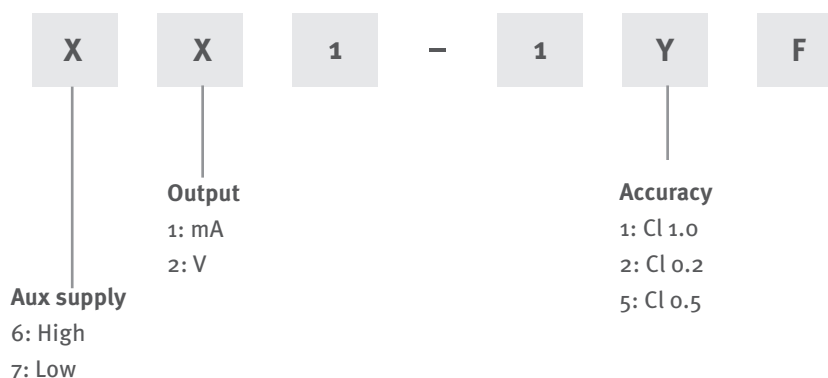 X X 1 – 1 Y F
Output
1: mA
2: V
Accuracy
1: Cl 1.0
2: Cl 0.2
5: Cl 0.5
Aux supply
6: High
7: Low